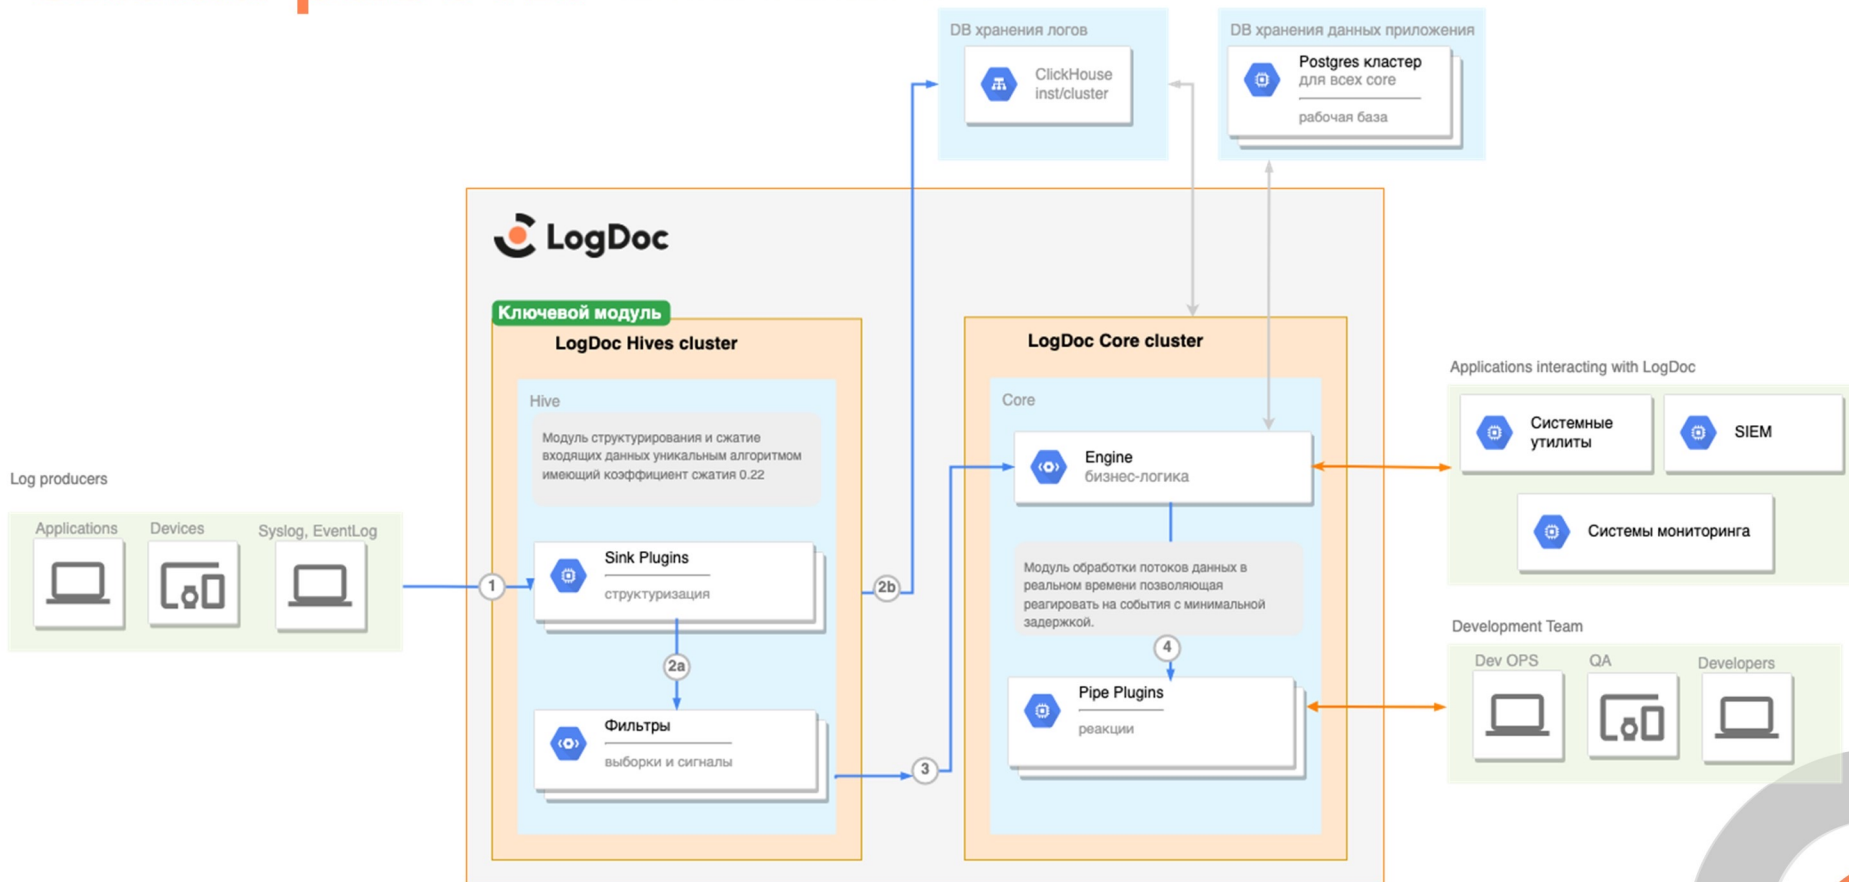 DB хранения логов
ClickHouse
inst/cluster
DB хранения данных приложения
Postgres кластер
для всех core
рабочая база
LogDoc
Ключевой модуль
LogDoc Hives cluster
Hive
Модуль структурирования и сжатие
входящих данных уникальным алгоритмом
имеющий коэффициент сжатия 0.22
Sink Plugins
структуризация
2a
Фильтры
выборки и сигналы
Log producers
Applications
Devices
Syslog, EventLog
1
2b
3
LogDoc Core cluster
Core
Engine
бизнес-логика
Модуль обработки потоков данных в
реальном времени позволяющая
реагировать на события с минимальной
задержкой.
4
Pipe Plugins
реакции
Applications interacting with LogDoc
Системные
утилиты
SIEM
Системы мониторинга
Development Team
Dev OPS
QA
Developers